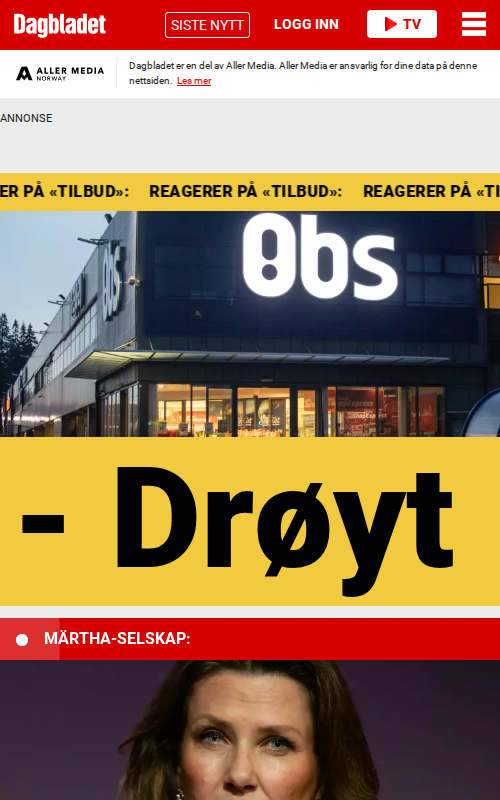 Dagbladet
SISTE NYTT
LOGG INN
TV
ALLER MEDIA
NORWAY
Dagbladet er en del av Aller Media. Aller Media er ansvarlig for dine data på denne
nettsiden. Les mer
ANNONSE
ER PÅ «TILBUD»: REAGERER PÅ «TILBUD»: REAGERER PÅ «TI
Obs
- Drøyt
MÄRTHA-SELSKAP: